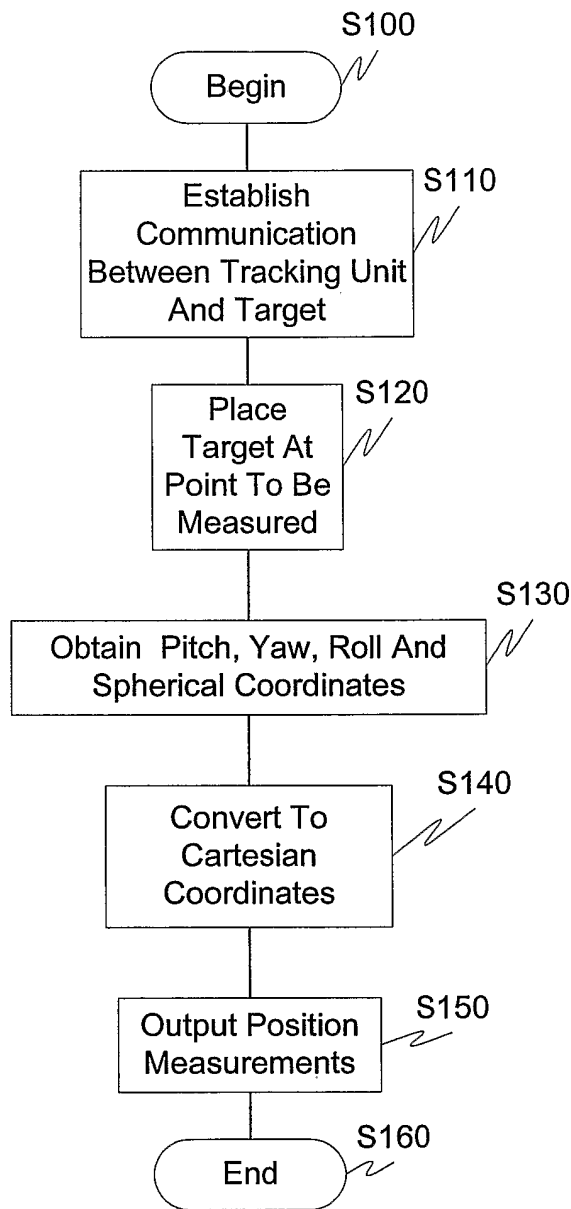 S100
Begin
S110
Establish
Communication
Between Tracking Unit
And Target
S120
Place
Target At
Point To Be
Measured
S130
Obtain Pitch, Yaw, Roll And
Spherical Coordinates
S140
Convert To
Cartesian
Coordinates
S150
Output Position
Measurements
S160
End